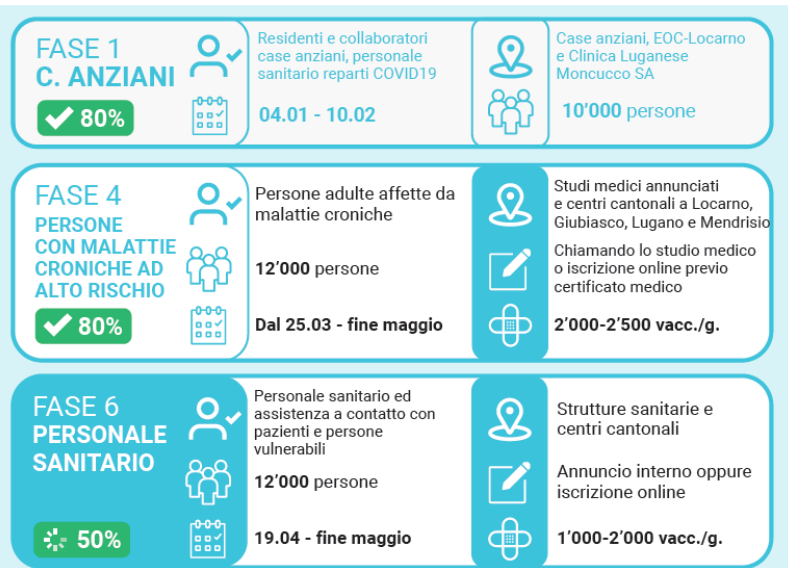 FASE 1
C. ANZIANI
80%
Residenti e collaboratori
case anziani, personale
sanitario reparti COVID19
04.01 - 10.02
Case anziani, EOC-Locarno
e Clinica Luganese
Moncucco SA
10'000 persone
FASE 4
PERSONE
CON MALATTIE
CRONICHE AD
ALTO RISCHIO
80%
Persone adulte affette da
malattie croniche
12'000 persone
Dal 25.03 - fine maggio
Studi medici annunciati
e centri cantonali a Locarno,
Giubiasco, Lugano e Mendrisio
Chiamando lo studio medico
o iscrizione online previo
certificato medico
2'000-2'500 vacc./g.
FASE 6
PERSONALE
SANITARIO
50%
Personale sanitario ed
assistenza a contatto con
pazienti e persone
vulnerabili
12'000 persone
19.04 - fine maggio
Strutture sanitarie e
centri cantonali
Annuncio interno oppure
iscrizione online
1'000-2'000 vacc./g.